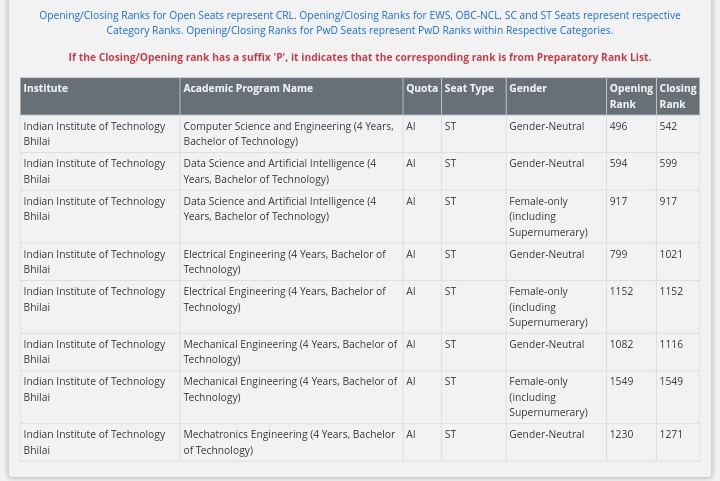 Opening/Closing Ranks for Open Seats represent CRL. Opening/Closing Ranks for EWS, OBC-NCL, SC and ST Seats represent respective
Category Ranks. Opening/Closing Ranks for PwD Seats represent PwD Ranks within Respective Categories.
If the Closing/Opening rank has a suffix 'P', it indicates that the corresponding rank is from Preparatory Rank List.
Institute Academic Program Name Quota Seat Type Gender Opening Closing
Rank Rank
Indian Institute of Technology Computer Science and Engineering (4 Years, AI ST Gender-Neutral 496 542
Bhilai Bachelor of Technology)
Indian Institute of Technology Data Science and Artificial Intelligence (4 AI ST Gender-Neutral 594 599
Bhilai Years, Bachelor of Technology)
Indian Institute of Technology Data Science and Artificial Intelligence (4 AI ST Female-only 917 917
Bhilai Years, Bachelor of Technology) (including
Supernumerary)
Indian Institute of Technology Electrical Engineering (4 Years, Bachelor of AI ST Gender-Neutral 799 1021
Bhilai Technology)
Indian Institute of Technology Electrical Engineering (4 Years, Bachelor of AI ST Female-only 1152 1152
Bhilai Technology) (including
Supernumerary)
Indian Institute of Technology Mechanical Engineering (4 Years, Bachelor of AI ST Gender-Neutral 1082 1116
Bhilai Technology)
Indian Institute of Technology Mechanical Engineering (4 Years, Bachelor of AI ST Female-only 1549 1549
Bhilai Technology) (including
Supernumerary)
Indian Institute of Technology Mechatronics Engineering (4 Years, Bachelor AI ST Gender-Neutral 1230 1271
Bhilai of Technology)